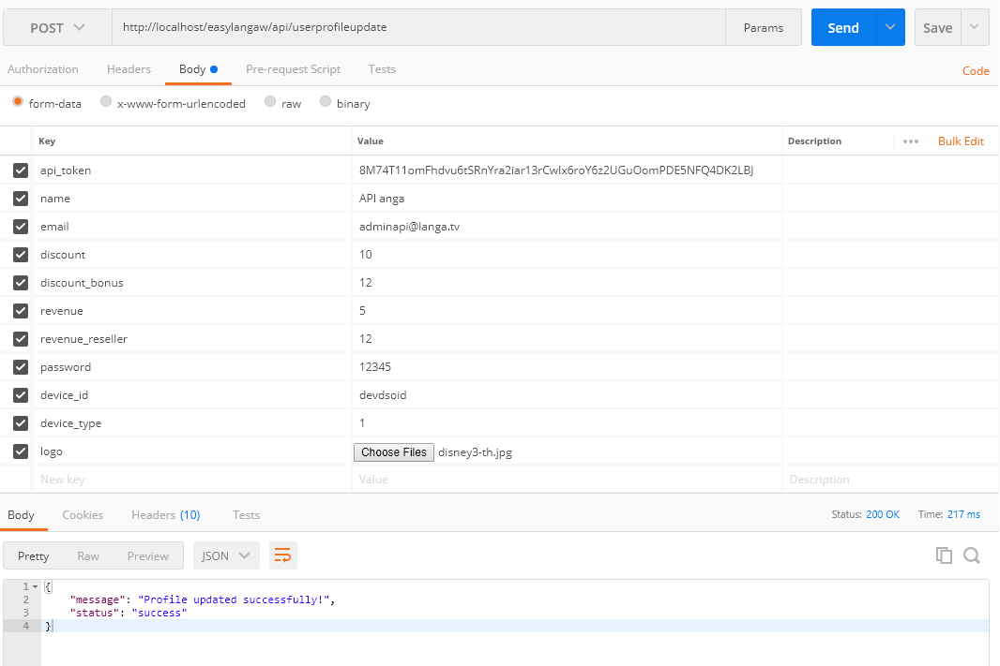 POST http://localhost/easylangaw/api/userprofileupdate Params Send Save
Authorization Headers Body Pre-request Script Tests Code
form-data x-www-form-urlencoded raw binary
Key Value Description ••• Bulk Edit
api_token 8M74T11omFhdvu6tSRnYra2iar13rCwIx6roY6z2UGuOomPDE5NFQ4DK2LBJ
name API anga
email adminapi@langa.tv
discount 10
discount_bonus 12
revenue 5
revenue_reseller 12
password 12345
device_id devdsoid
device_type 1
logo Choose Files disney3-th.jpg
New key Value Description
Body Cookies Headers (10) Tests Status: 200 OK Time: 217 ms
Pretty Raw Preview JSON
1 {
2 "message": "Profile updated successfully!",
3 "status": "success"
4 }